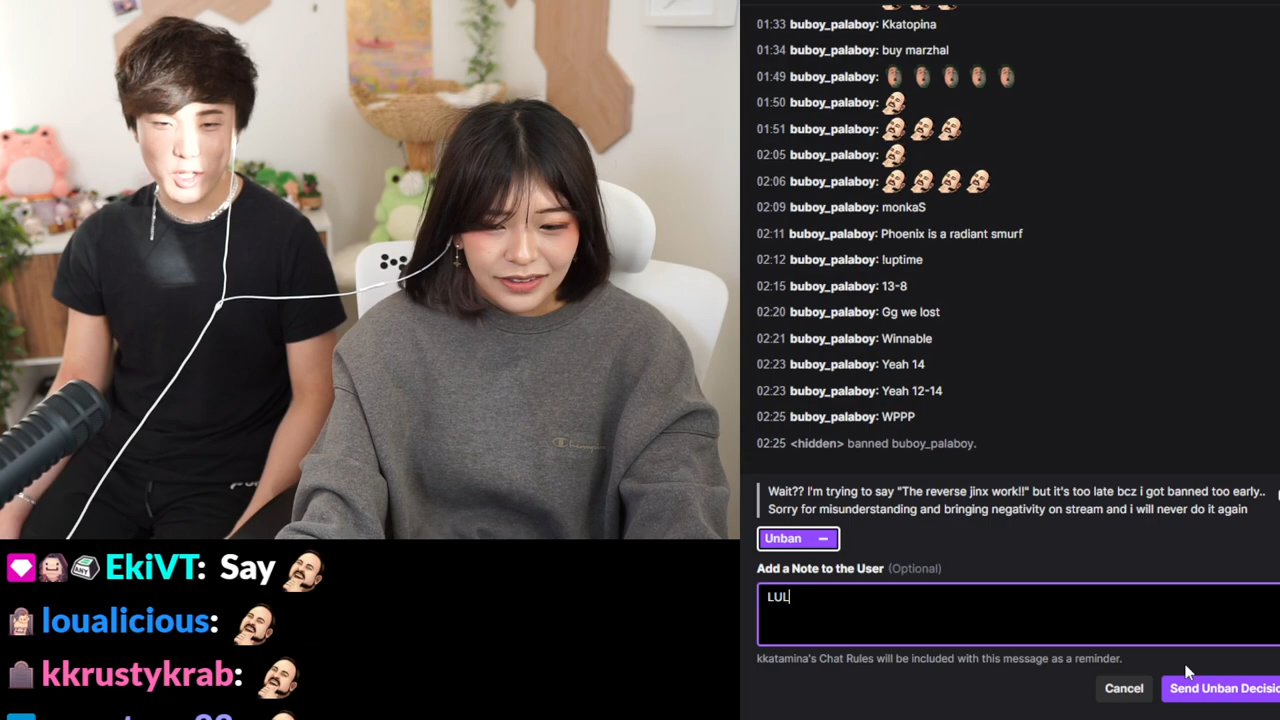 01:33 buboy_palaboy: Kkatopina
01:34 buboy_palaboy: buy marzhal
01:49 buboy_palaboy:
01:50 buboy_palaboy:
01:51 buboy_palaboy:
02:05 buboy_palaboy:
02:06 buboy_palaboy:
02:09 buboy_palaboy: monkaS
02:11 buboy_palaboy: Phoenix is a radiant smurf
02:12 buboy_palaboy: luptime
02:15 buboy_palaboy: 13-8
02:20 buboy_palaboy: Gg we lost
02:21 buboy_palaboy: Winnable
02:23 buboy_palaboy: Yeah 14
02:23 buboy_palaboy: Yeah 12-14
02:25 buboy_palaboy: WPPP
02:25 <hidden> banned buboy_palaboy.
Wait?? I'm trying to say "The reverse jinx work!!" but it's too late bcz i got banned too early..
Sorry for misunderstanding and bringing negativity on stream and i will never do it again
Unban
Add a Note to the User (Optional)
LUL
kkatamina's Chat Rules will be included with this message as a reminder.
Cancel
Send Unban Decisio
Champion
EkiVT: Say
loualicious:
kkrustykrab: